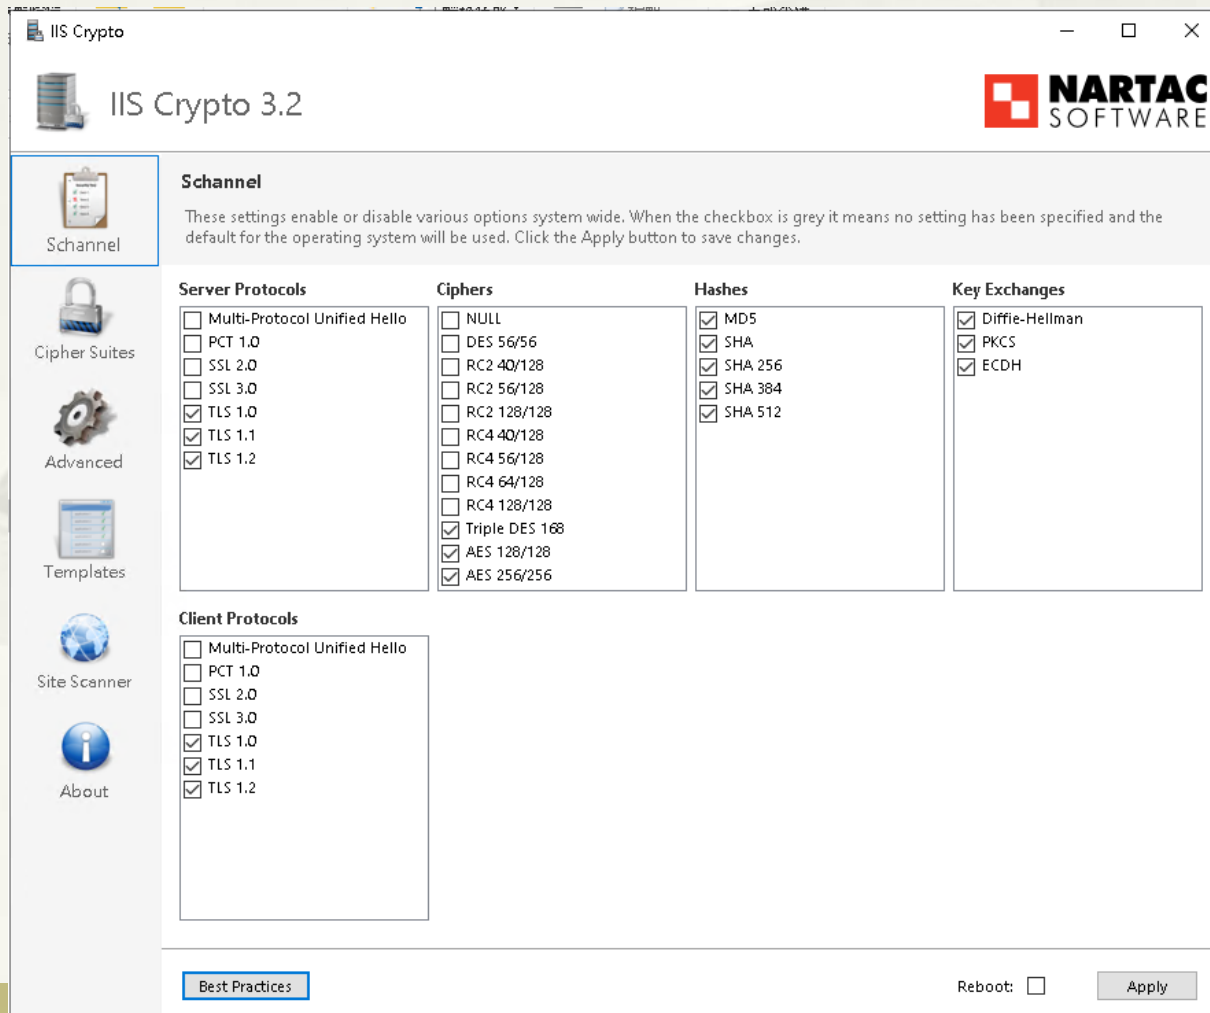 IIS Crypto
IIS Crypto 3.2
NARTAC
SOFTWARE
Schannel
These settings enable or disable various options system wide. When the checkbox is grey it means no setting has been specified and the
default for the operating system will be used. Click the Apply button to save changes.
Schannel
Cipher Suites
Advanced
Templates
Site Scanner
About
Server Protocols
Multi-Protocol Unified Hello
PCT 1.0
SSL 2.0
SSL 3.0
TLS 1.0
TLS 1.1
TLS 1.2
Ciphers
NULL
DES 56/56
RC2 40/128
RC2 56/128
RC2 128/128
RC4 40/128
RC4 56/128
RC4 64/128
RC4 128/128
Triple DES 168
AES 128/128
AES 256/256
Hashes
MD5
SHA
SHA 256
SHA 384
SHA 512
Key Exchanges
Diffie-Hellman
PKCS
ECDH
Client Protocols
Multi-Protocol Unified Hello
PCT 1.0
SSL 2.0
SSL 3.0
TLS 1.0
TLS 1.1
TLS 1.2
Best Practices
Reboot:
Apply